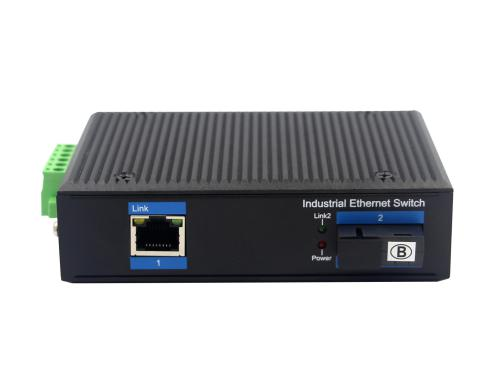 Industrial Ethernet Switch
Link
Link2
2
Power
B
1